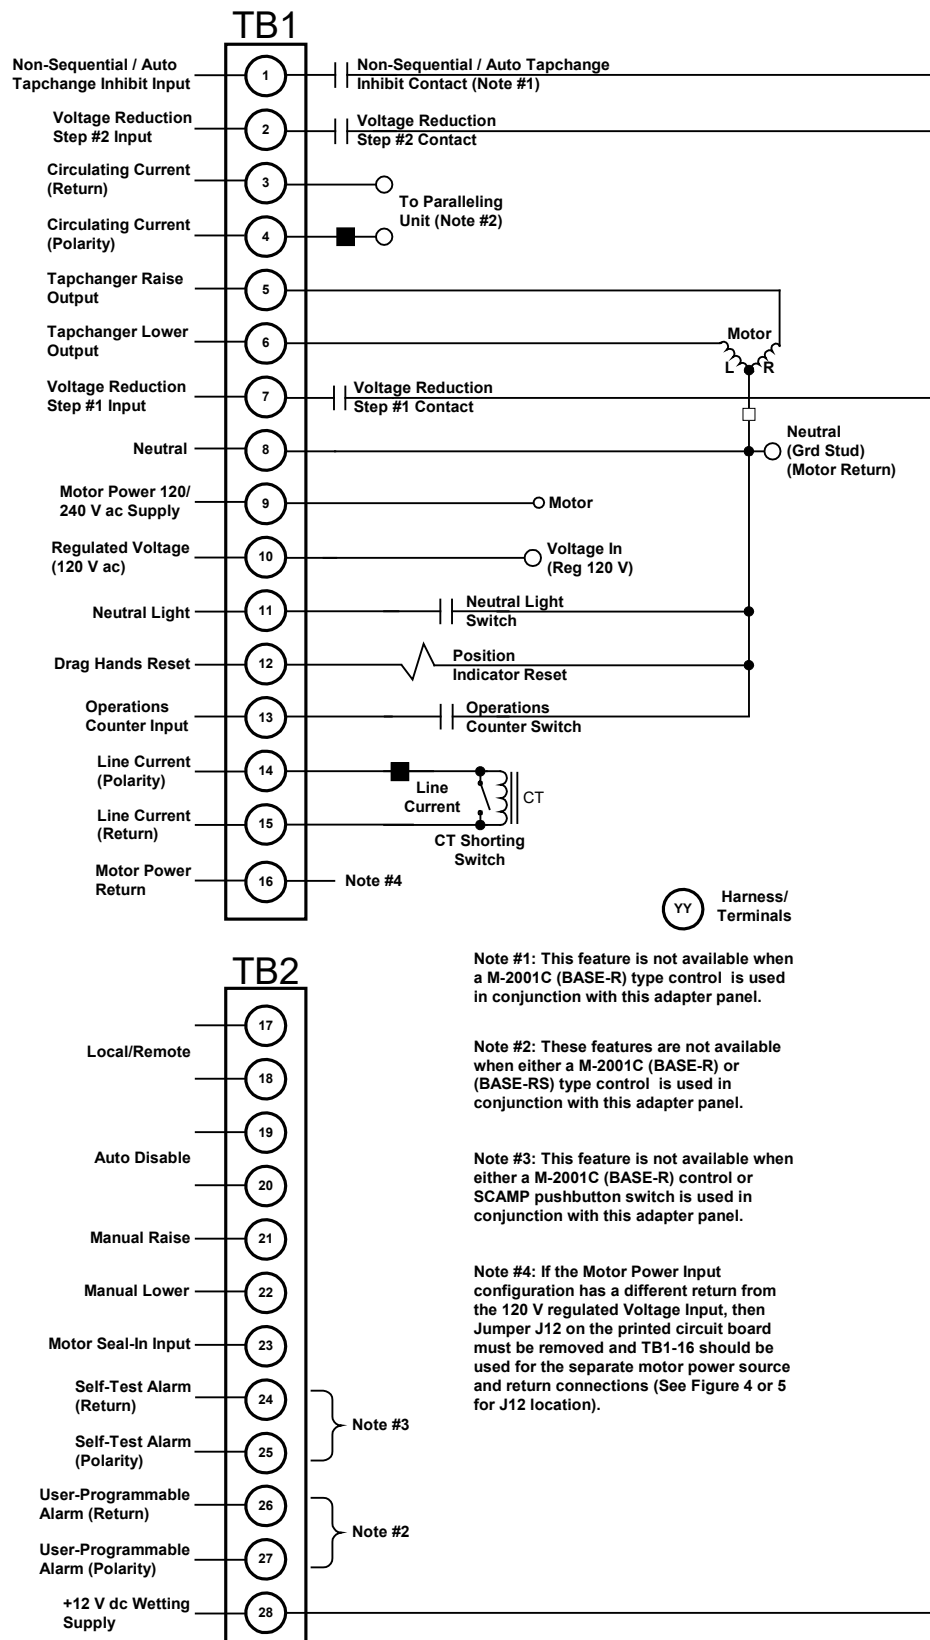 TB1
Non-Sequential / Auto
Tapchange Inhibit Input
1
Non-Sequential / Auto Tapchange
Inhibit Contact (Note #1)
Voltage Reduction
Step #2 Input
2
Voltage Reduction
Step #2 Contact
Circulating Current
(Return)
3
To Paralleling
Unit (Note #2)
Circulating Current
(Polarity)
4
Tapchanger Raise
Output
5
Tapchanger Lower
Output
6
Motor
L R
Voltage Reduction
Step #1 Input
7
Voltage Reduction
Step #1 Contact
Neutral
8
Neutral
(Grd Stud)
(Motor Return)
Motor Power 120/
240 V ac Supply
9
Motor
Regulated Voltage
(120 V ac)
10
Voltage In
(Reg 120 V)
Neutral Light
11
Neutral Light
Switch
Drag Hands Reset
12
Position
Indicator Reset
Operations
Counter Input
13
Operations
Counter Switch
Line Current
(Polarity)
14
Line
Current
CT
Line Current
(Return)
15
CT Shorting
Switch
Motor Power
Return
16
Note #4
YY
Harness/
Terminals
TB2
17
Local/Remote
18
19
Auto Disable
20
Manual Raise
21
Manual Lower
22
Motor Seal-In Input
23
Self-Test Alarm
(Return)
24
Note #3
Self-Test Alarm
(Polarity)
25
User-Programmable
Alarm (Return)
26
Note #2
User-Programmable
Alarm (Polarity)
27
+12 V dc Wetting
Supply
28
Note #1: This feature is not available when
a M-2001C (BASE-R) type control is used
in conjunction with this adapter panel.
Note #2: These features are not available
when either a M-2001C (BASE-R) or
(BASE-RS) type control is used in
conjunction with this adapter panel.
Note #3: This feature is not available when
either a M-2001C (BASE-R) control or
SCAMP pushbutton switch is used in
conjunction with this adapter panel.
Note #4: If the Motor Power Input
configuration has a different return from
the 120 V regulated Voltage Input, then
Jumper J12 on the printed circuit board
must be removed and TB1-16 should be
used for the separate motor power source
and return connections (See Figure 4 or 5
for J12 location).